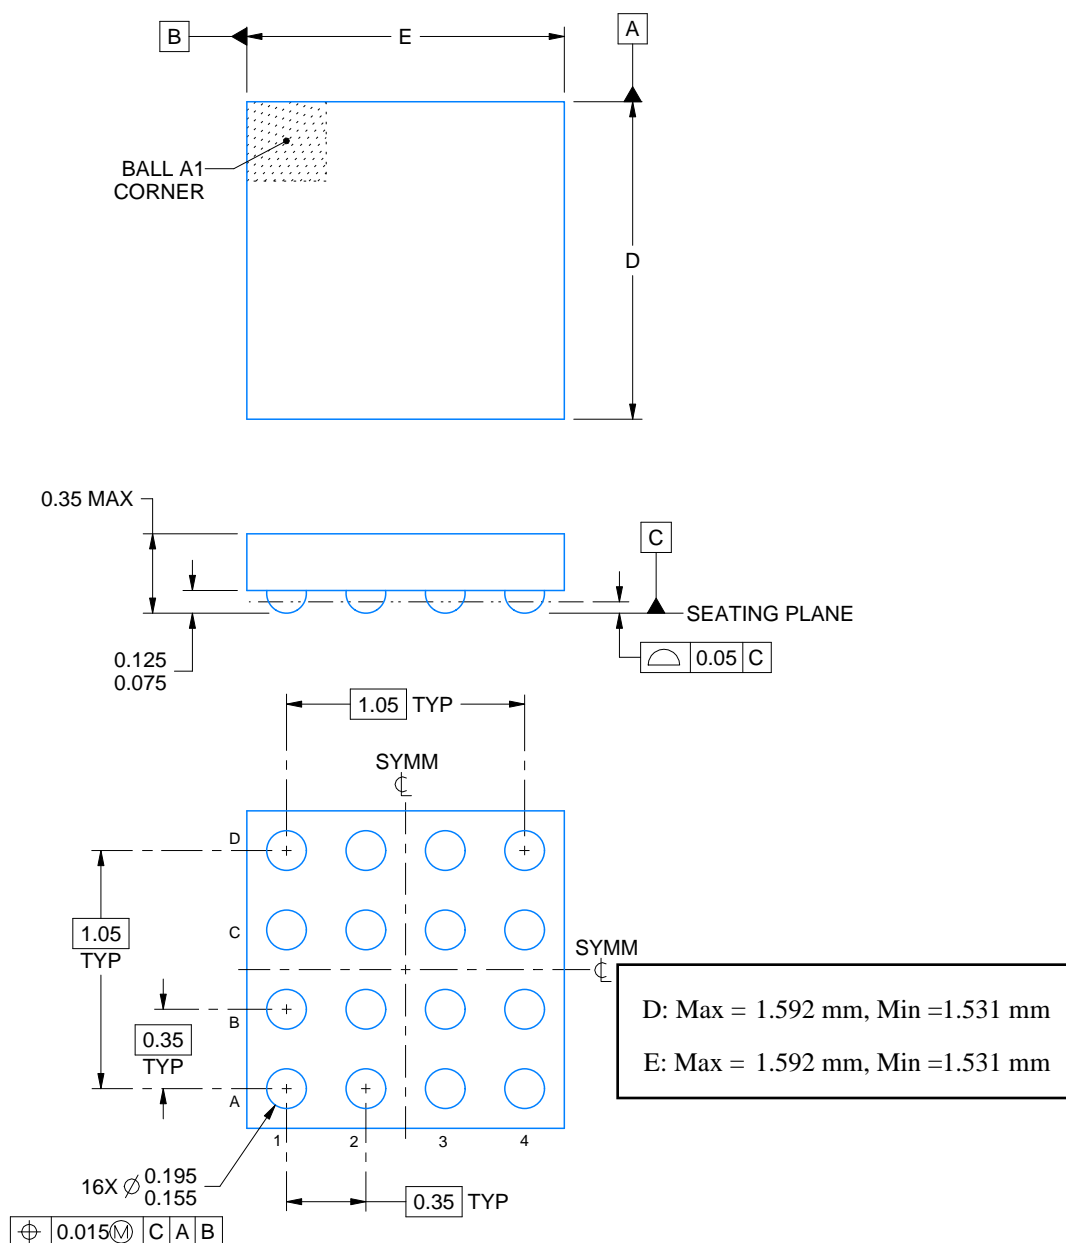 B
E
A
BALL A1
CORNER
D
0.35 MAX
C
SEATING PLANE
0.125
0.075
0.05 C
1.05 TYP
SYMM
D
C
1.05
TYP
SYMM
B
0.35
TYP
D: Max = 1.592 mm, Min =1.531 mm
E: Max = 1.592 mm, Min =1.531 mm
A
1 2 3 4
16X ⌀ 0.195
0.155
0.35 TYP
⌖ 0.015Ⓜ C A B